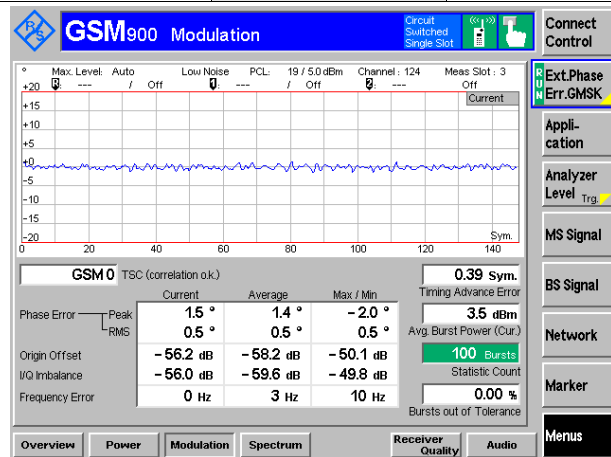 R&S
GSM900 Modulation
Circuit Switched Single Slot
Connect Control
° Max. Level: Auto Low Noise PCL: 19 / 5.0 dBm Channel : 124 Meas Slot : 3
--- / Off --- / Off 2: --- Off
Current
+20
+15
+10
+5
+0
-5
-10
-15
-20
Sym.
0 20 40 60 80 100 120 140
RUN Ext.Phase Err.GMSK
Appli-cation
Analyzer Level Trg.
MS Signal
BS Signal
Network
Marker
Menus
GSM 0 TSC (correlation o.k.)
0.39 Sym.
Timing Advance Error
Current Average Max / Min
Phase Error Peak 1.5 ° 1.4 ° -2.0 °
RMS 0.5 ° 0.5 ° 0.5 °
3.5 dBm
Avg. Burst Power (Cur.)
Origin Offset -56.2 dB -58.2 dB -50.1 dB
100 Bursts
Statistic Count
I/Q Imbalance -56.0 dB -59.6 dB -49.8 dB
Frequency Error 0 Hz 3 Hz 10 Hz
0.00 %
Bursts out of Tolerance
Overview Power Modulation Spectrum Receiver Quality Audio